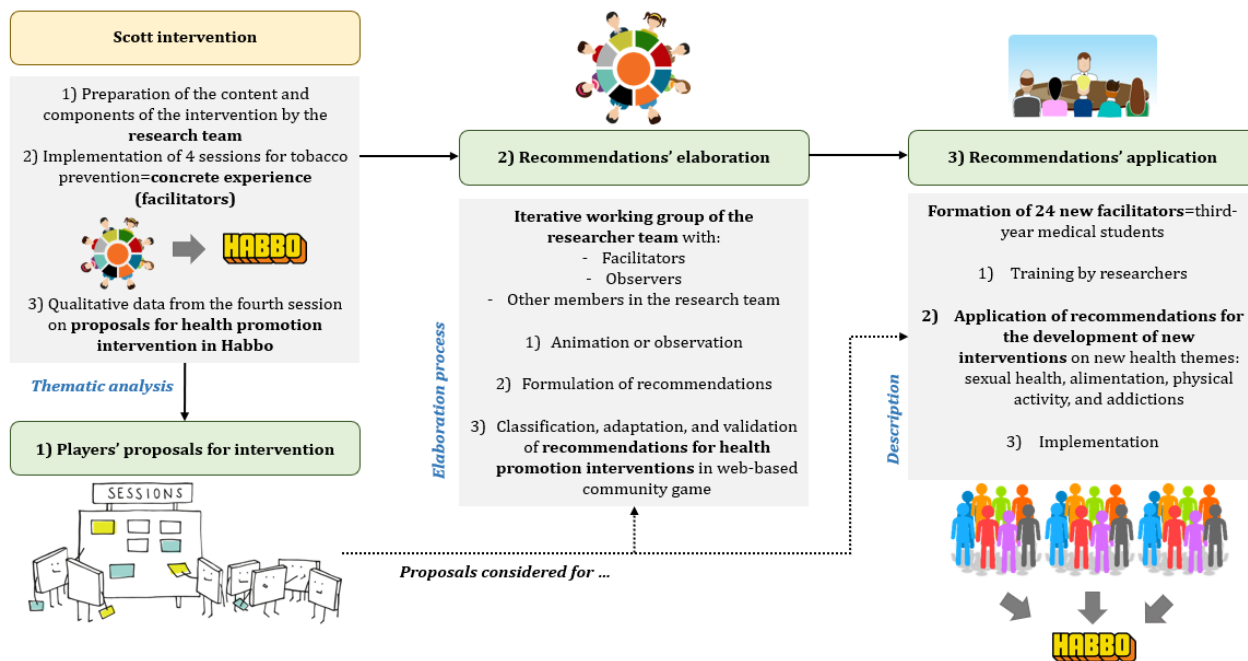 Scott intervention
1) Preparation of the content and
components of the intervention by the
research team
2) Implementation of 4 sessions for tobacco
prevention=concrete experience
(facilitators)
HABBO
3) Qualitative data from the fourth session
on proposals for health promotion
intervention in Habbo
Thematic analysis
1) Players’ proposals for intervention
SESSIONS
Proposals considered for …
2) Recommendations’ elaboration
Elaboration process
Iterative working group of the
researcher team with:
- Facilitators
- Observers
- Other members in the research team
1) Animation or observation
2) Formulation of recommendations
3) Classification, adaptation, and validation
of recommendations for health
promotion interventions in web-based
community game
3) Recommendations’ application
Description
Formation of 24 new facilitators=third-
year medical students
1) Training by researchers
2) Application of recommendations for
the development of new
interventions on new health themes:
sexual health, alimentation, physical
activity, and addictions
3) Implementation
HABBO